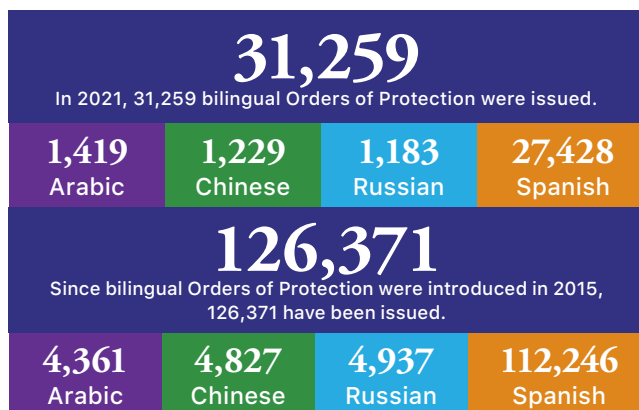 31,259
In 2021, 31,259 bilingual Orders of Protection were issued.
1,419 1,229 1,183 27,428
Arabic Chinese Russian Spanish
126,371
Since bilingual Orders of Protection were introduced in 2015,
126,371 have been issued.
4,361 4,827 4,937 112,246
Arabic Chinese Russian Spanish